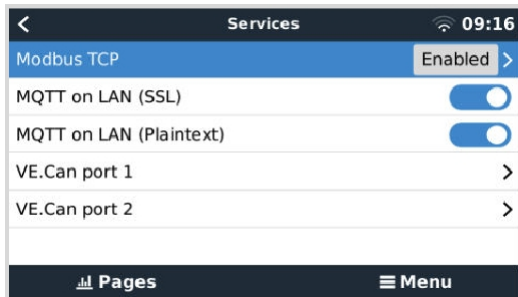 Services 09:16
Modbus TCP Enabled
MQTT on LAN (SSL)
MQTT on LAN (Plaintext)
VE.Can port 1
VE.Can port 2
Pages Menu